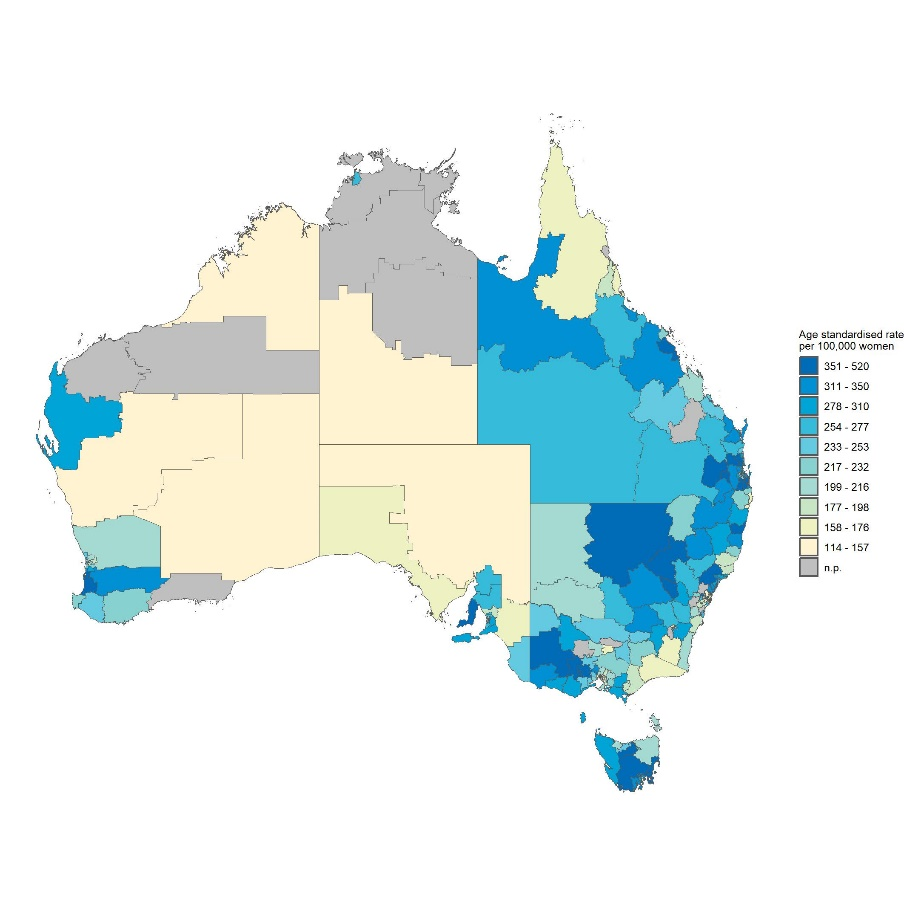 Age standardised rate
per 100,000 women
351 - 520
311 - 350
278 - 310
254 - 277
233 - 253
217 - 232
199 - 216
177 - 198
158 - 176
114 - 157
n.p.